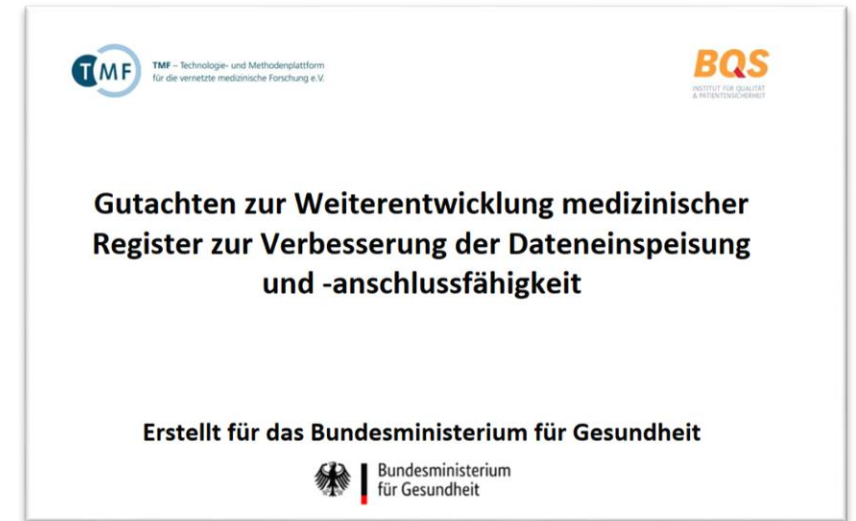 TMF
TMF – Technologie- und Methodenplattform
für die vernetzte medizinische Forschung e.V.
BQS
INSTITUT FÜR QUALITÄT
& PATIENTENSICHERHEIT
Gutachten zur Weiterentwicklung medizinischer
Register zur Verbesserung der Dateneinspeisung
und -anschlussfähigkeit
Erstellt für das Bundesministerium für Gesundheit
Bundesministerium
für Gesundheit